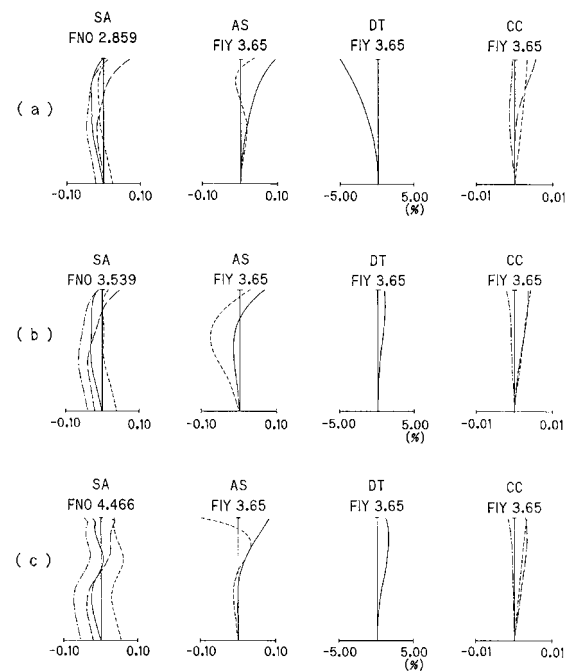 SA AS DT CC
FNO 2.859 FIY 3.65 FIY 3.65 FIY 3.65
( a )
-0.10 0.10 -0.10 0.10 -5.00 5.00 -0.01 0.01
(%)
SA AS DT CC
FNO 3.539 FIY 3.65 FIY 3.65 FIY 3.65
( b )
-0.10 0.10 -0.10 0.10 -5.00 5.00 -0.01 0.01
(%)
SA AS DT CC
FNO 4.466 FIY 3.65 FIY 3.65 FIY 3.65
( c )
-0.10 0.10 -0.10 0.10 -5.00 5.00 -0.01 0.01
(%)